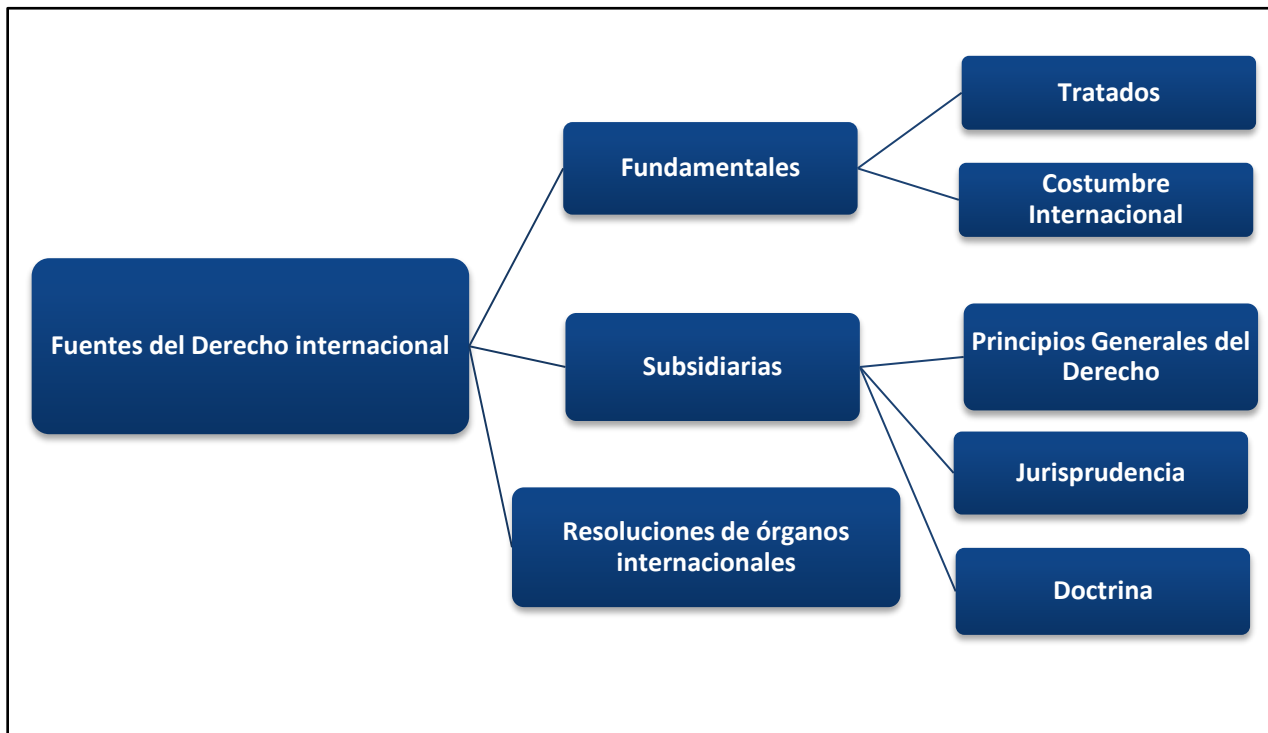 Fuentes del Derecho internacional
Fundamentales
Tratados
Costumbre
Internacional
Subsidiarias
Principios Generales del
Derecho
Jurisprudencia
Doctrina
Resoluciones de órganos
internacionales